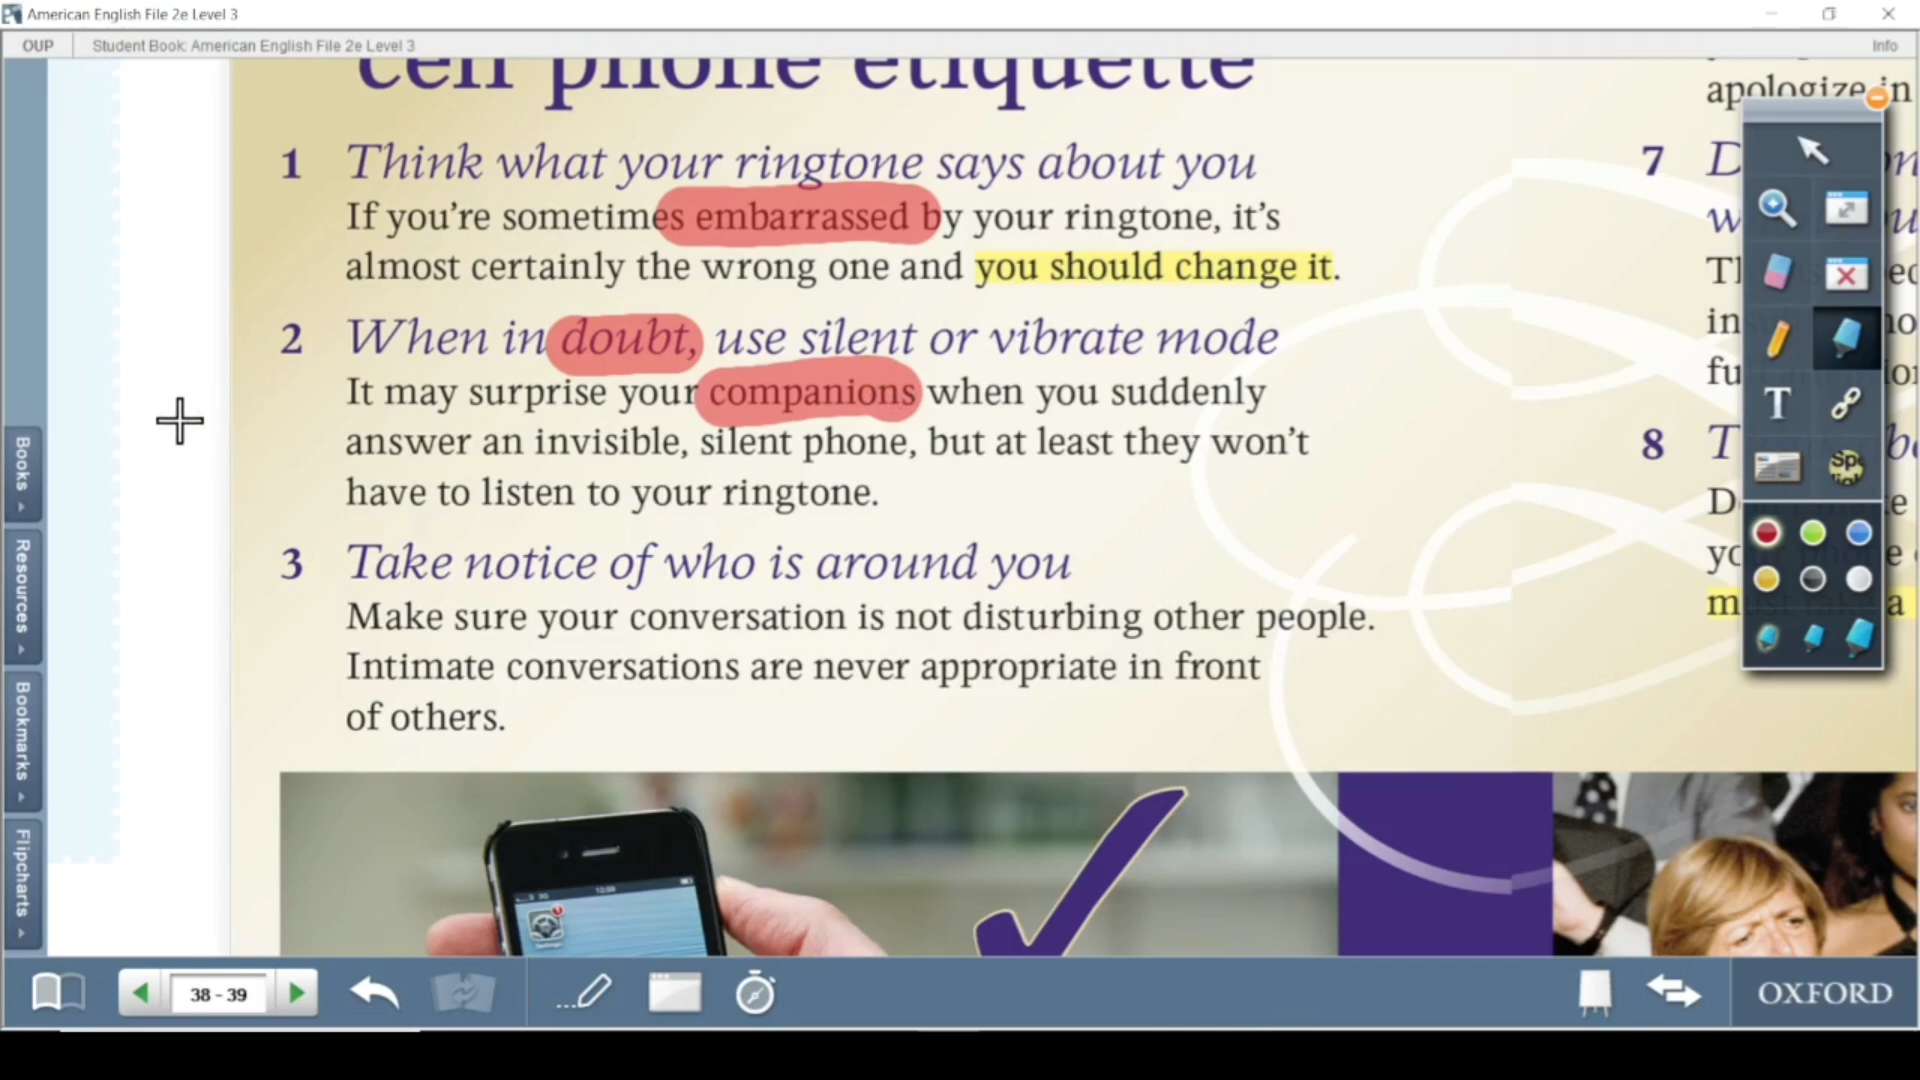 American English File 2e Level 3
OUP
Student Book: American English File 2e Level 3
Info
cell phone etiquette
1 Think what your ringtone says about you
If you're sometimes embarrassed by your ringtone, it's
almost certainly the wrong one and you should change it.
2 When in doubt, use silent or vibrate mode
It may surprise your companions when you suddenly
answer an invisible, silent phone, but at least they won't
have to listen to your ringtone.
3 Take notice of who is around you
Make sure your conversation is not disturbing other people.
Intimate conversations are never appropriate in front
of others.
apologize in
7
8
T
Books
Resources
Bookmarks
Flipcharts
12:08
Settings
38 - 39
OXFORD